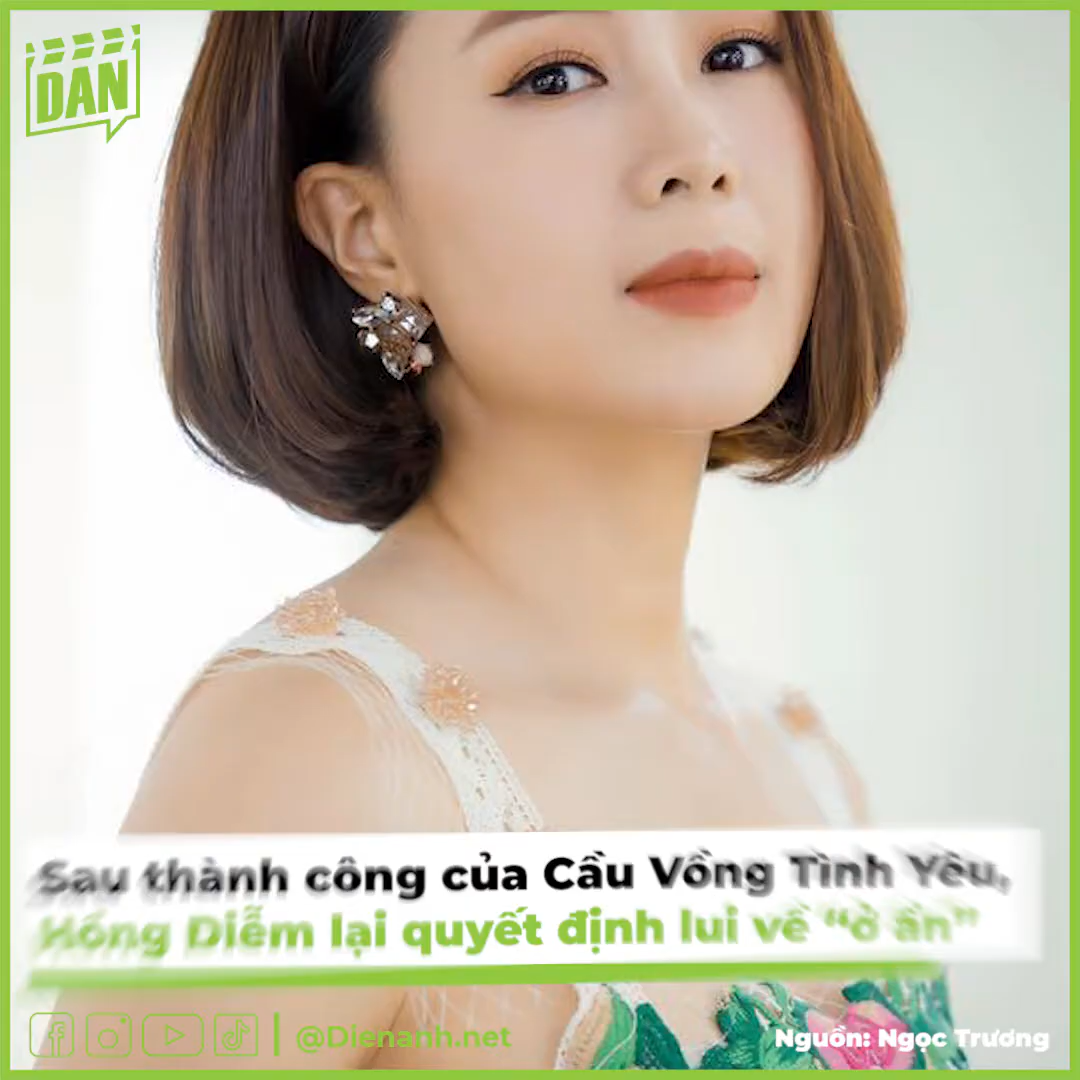 DAN
Sau thành công của Cầu Vồng Tình Yêu,
Hồng Diễm lại quyết định lui về “ở ẩn”
@Dienanh.net
Nguồn: Ngọc Trương